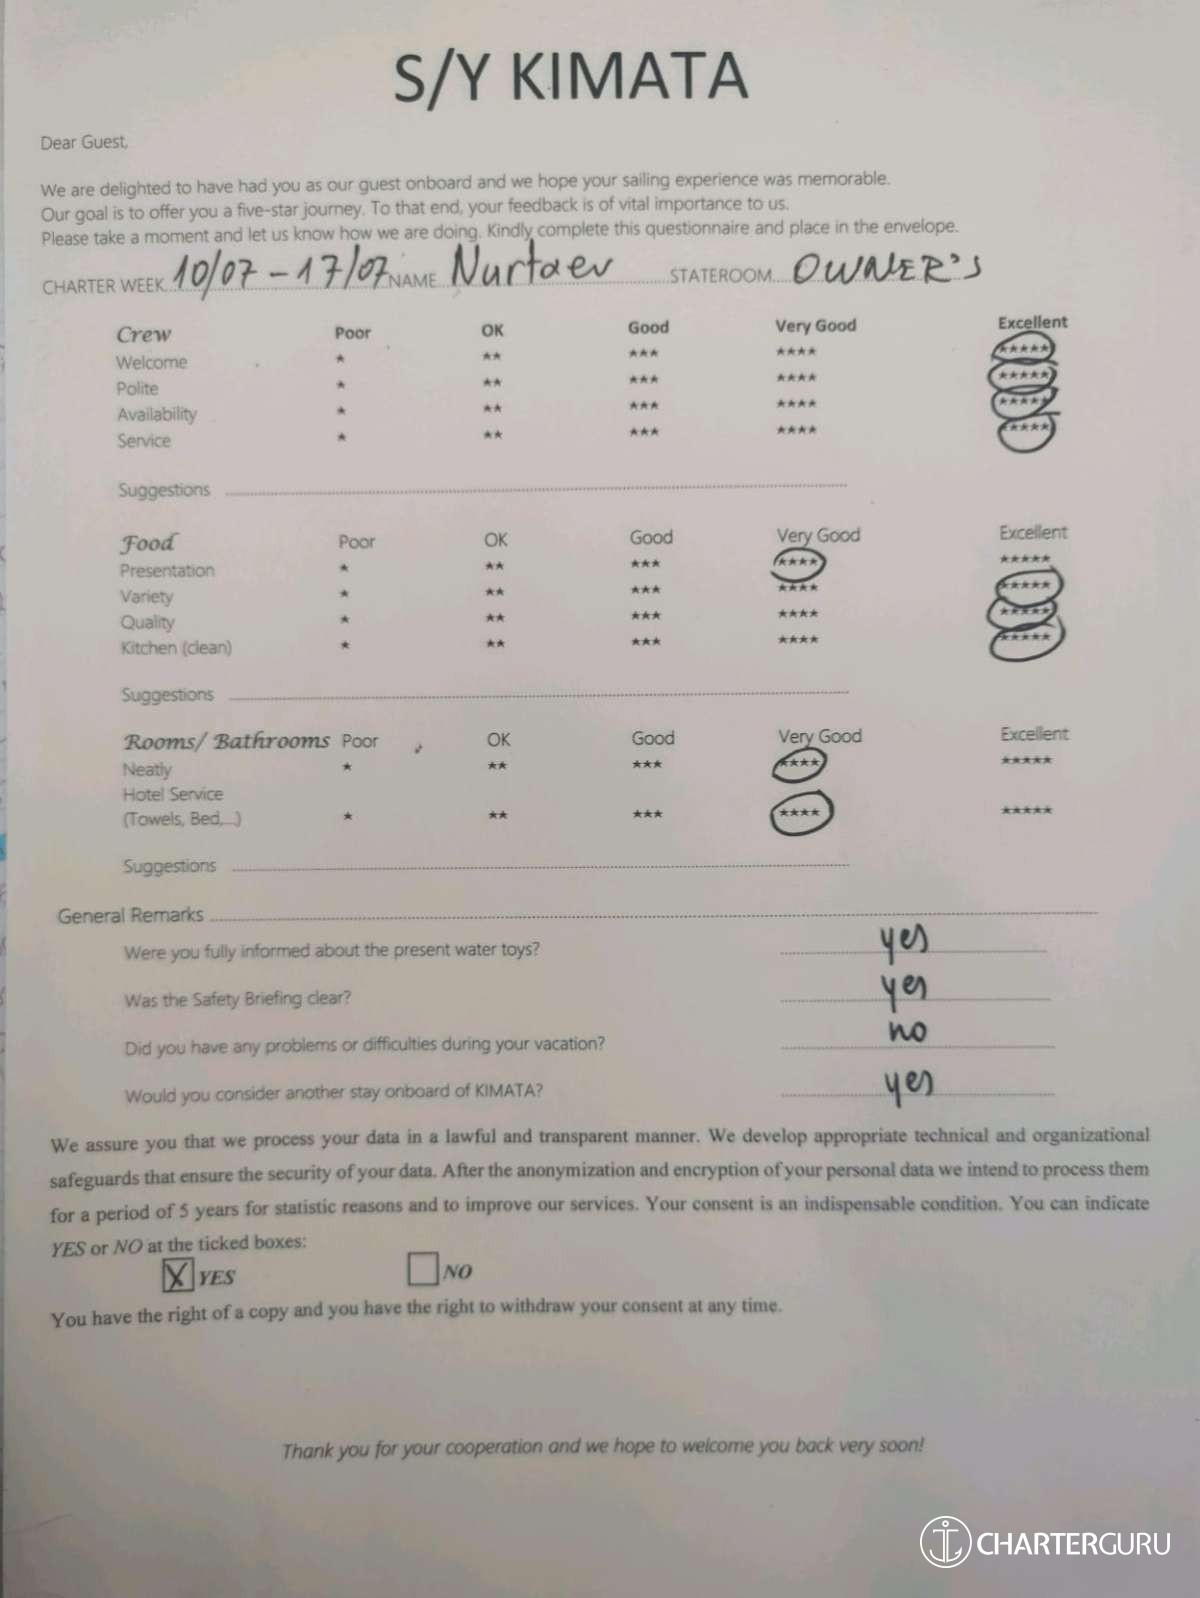 S/Y KIMATA
Dear Guest,
We are delighted to have had you as our guest onboard and we hope your sailing experience was memorable.
Our goal is to offer you a five-star journey. To that end, your feedback is of vital importance to us.
Please take a moment and let us know how we are doing. Kindly complete this questionnaire and place in the envelope.
CHARTER WEEK 10/07 - 17/07 NAME Nurtaev STATEROOM OWNER'S
Crew Poor OK Good Very Good Excellent
Welcome * ** *** **** *****
Polite * ** *** **** *****
Availability * ** *** **** *****
Service * ** *** **** *****
Suggestions
Food Poor OK Good Very Good Excellent
Presentation * ** *** **** *****
Variety * ** *** **** *****
Quality * ** *** **** *****
Kitchen (clean) * ** *** **** *****
Suggestions
Rooms/ Bathrooms Poor OK Good Very Good Excellent
Neatly * ** *** **** *****
Hotel Service
(Towels, Bed,...) * ** *** **** *****
Suggestions
General Remarks
Were you fully informed about the present water toys? yes
Was the Safety Briefing clear? yes
Did you have any problems or difficulties during your vacation? no
Would you consider another stay onboard of KIMATA? yes
We assure you that we process your data in a lawful and transparent manner. We develop appropriate technical and organizational
safeguards that ensure the security of your data. After the anonymization and encryption of your personal data we intend to process them
for a period of 5 years for statistic reasons and to improve our services. Your consent is an indispensable condition. You can indicate
YES or NO at the ticked boxes:
X YES NO
You have the right of a copy and you have the right to withdraw your consent at any time.
Thank you for your cooperation and we hope to welcome you back very soon!
CHARTERGURU